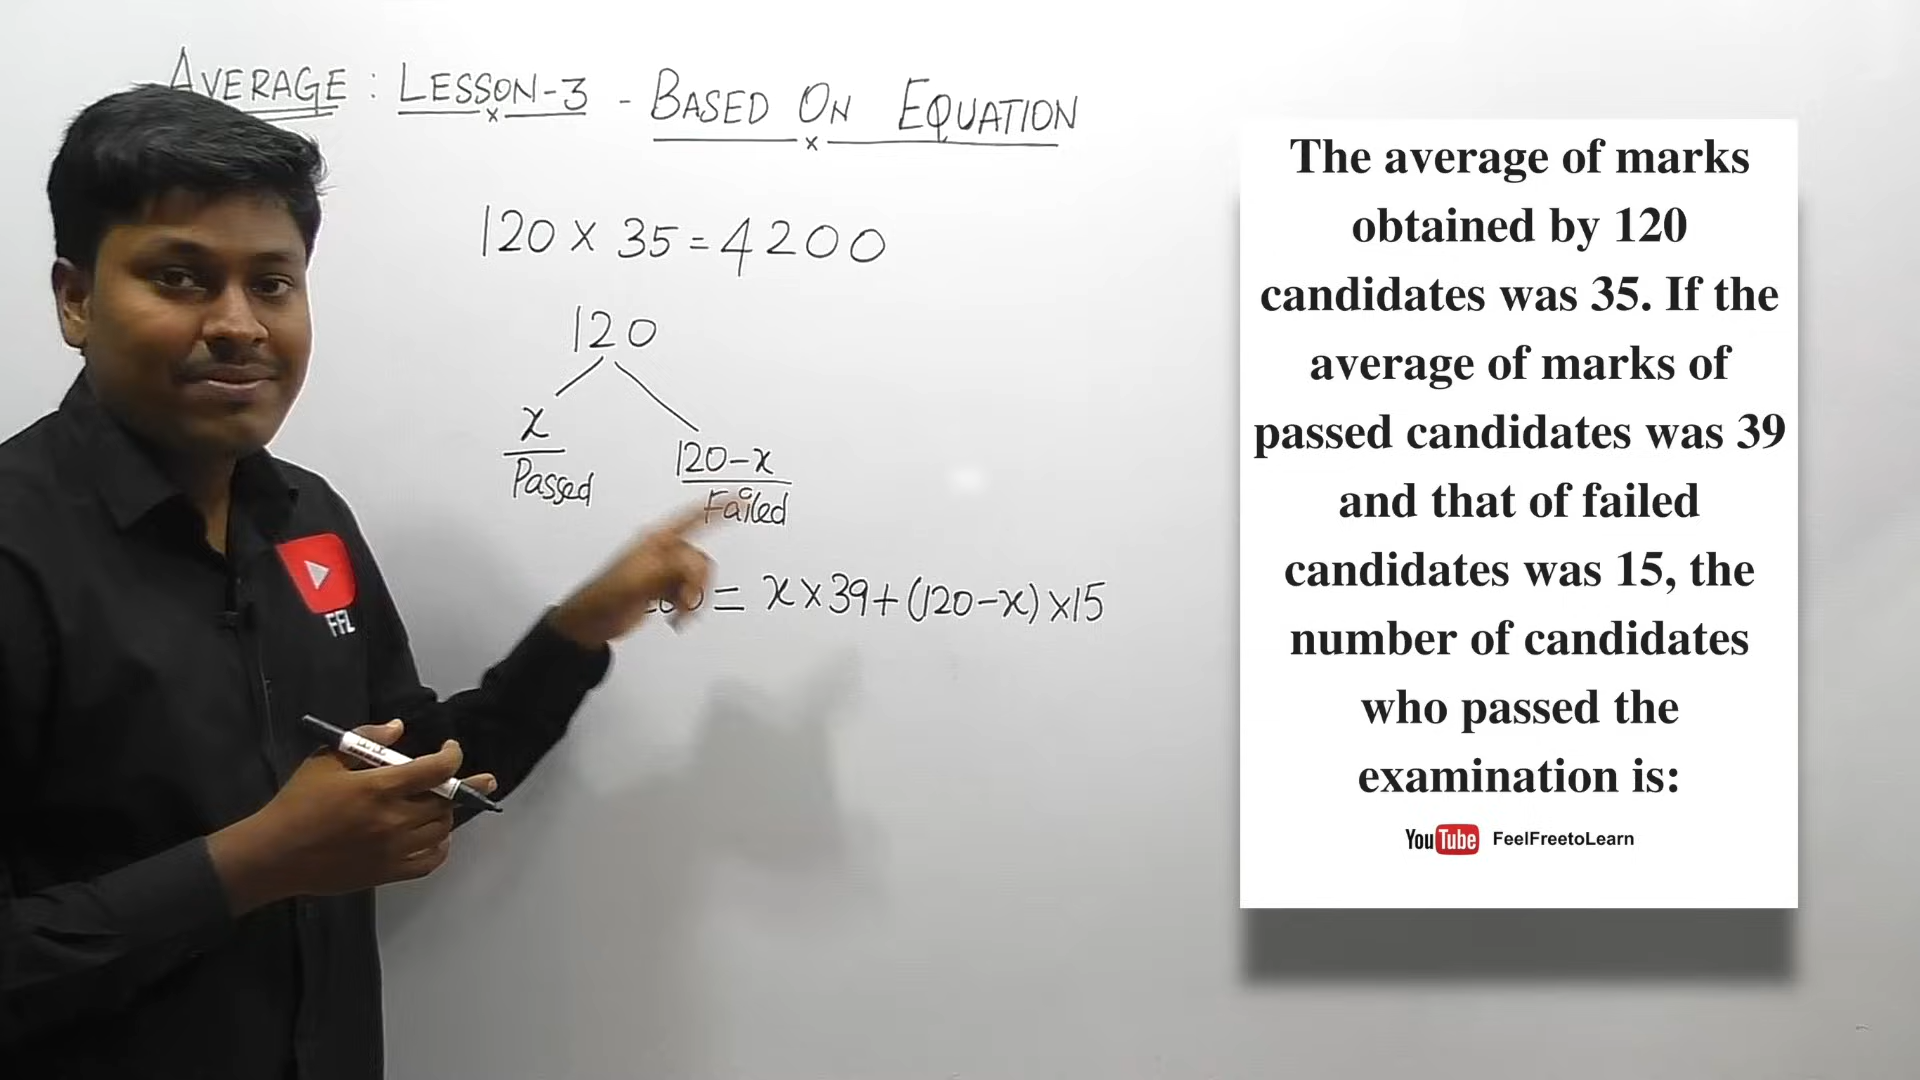 AVERAGE : LESSON-3 - BASED ON EQUATION
120 × 35 = 4200
120
x
Passed
120-x
Failed
= x × 39 + (120-x) × 15
FFL
The average of marks
obtained by 120
candidates was 35. If the
average of marks of
passed candidates was 39
and that of failed
candidates was 15, the
number of candidates
who passed the
examination is:
YouTube FeelFreetoLearn